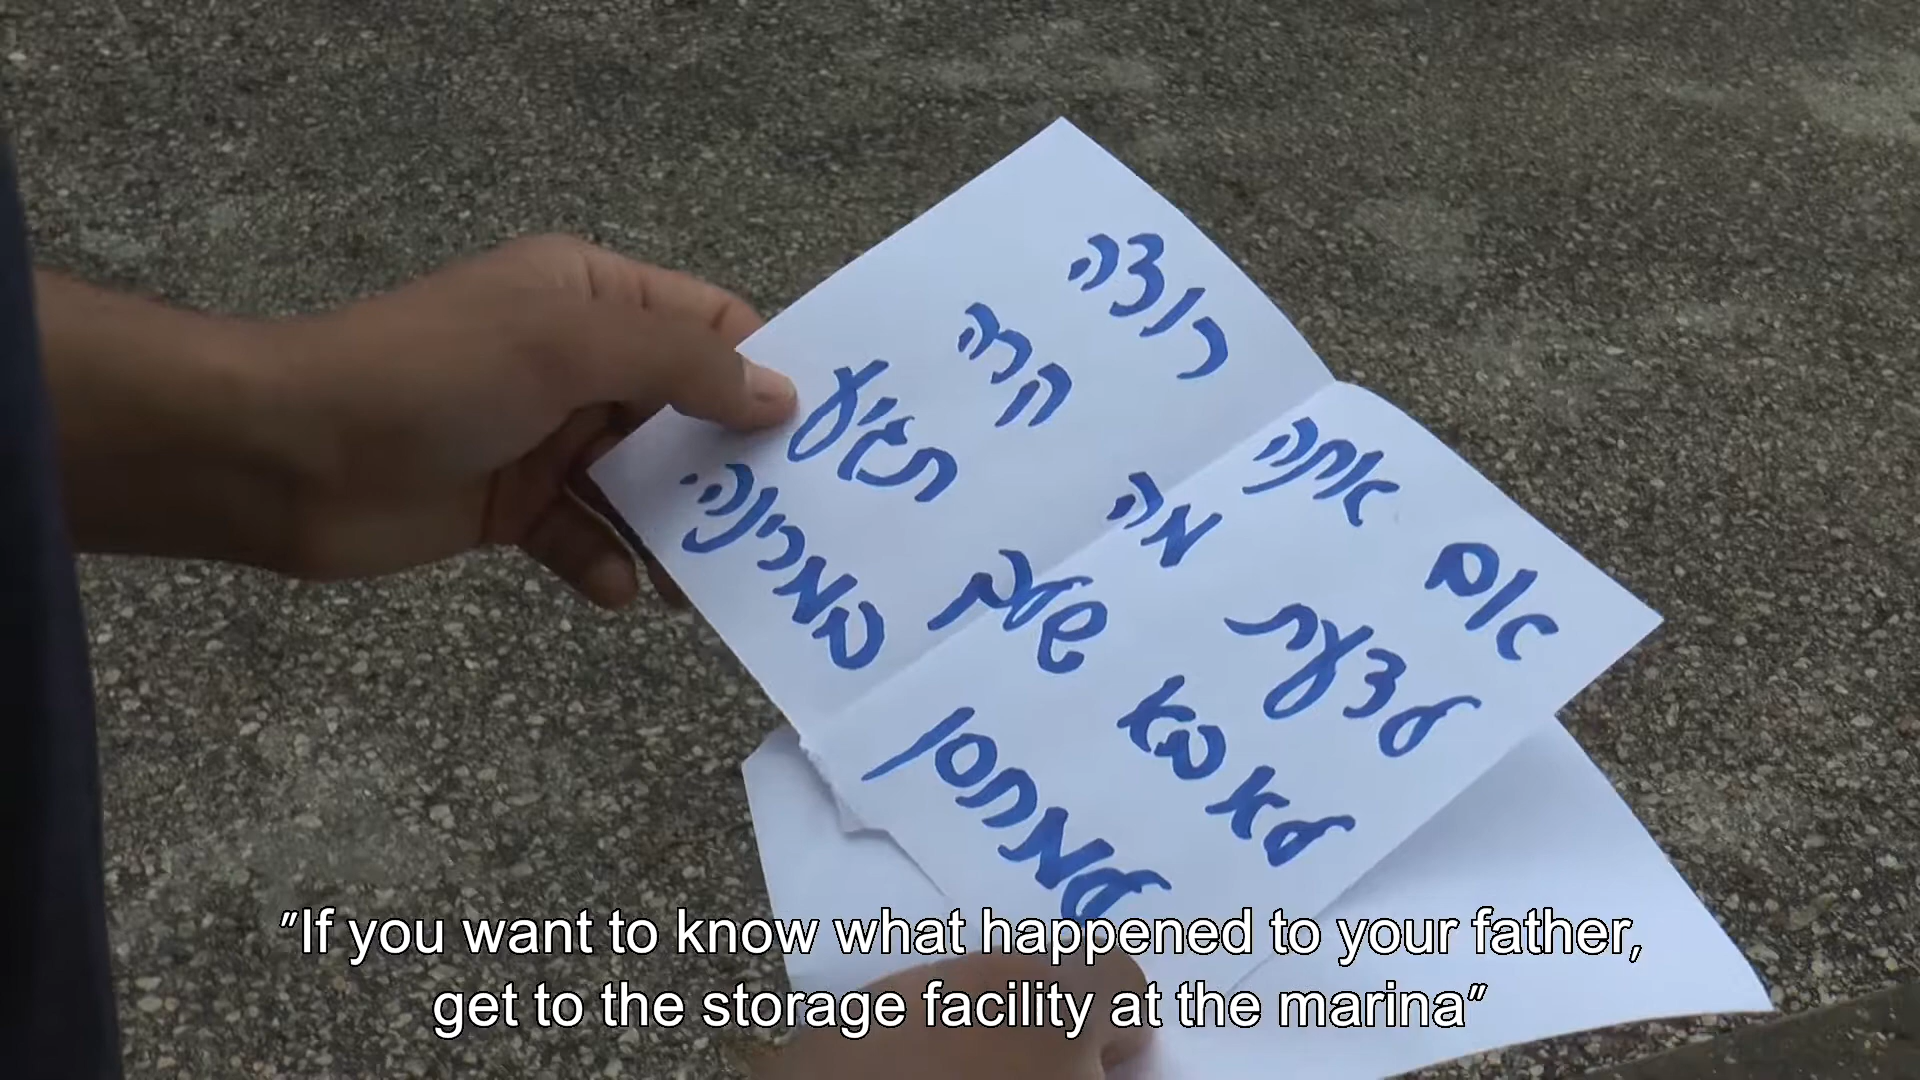 אם אתה רוצה
לדעת מה היה
לאבא שלך תגיע
למחסן במרינה.
"If you want to know what happened to your father,
get to the storage facility at the marina"